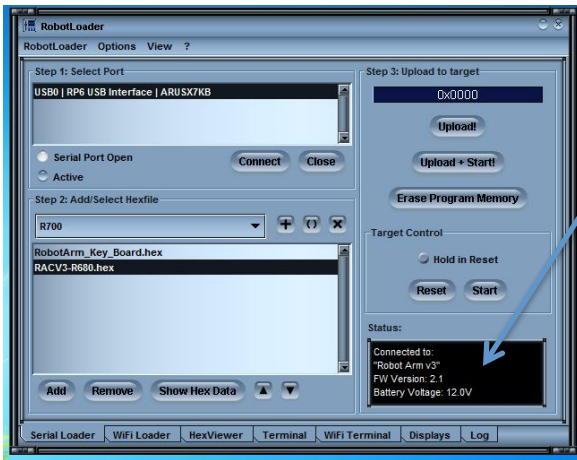 RobotLoader
RobotLoader Options View ?
Step 1: Select Port
USB0 | RP6 USB Interface | ARUSX7KB
Serial Port Open
Active
Connect Close
Step 2: Add/Select Hexfile
R700
RobotArm_Key_Board.hex
RACV3-R680.hex
Add Remove Show Hex Data
Step 3: Upload to target
0x0000
Upload!
Upload + Start!
Erase Program Memory
Target Control
Hold in Reset
Reset Start
Status:
Connected to:
"Robot Arm v3"
FW Version: 2.1
Battery Voltage: 12.0V
Serial Loader WiFi Loader HexViewer Terminal WiFi Terminal Displays Log